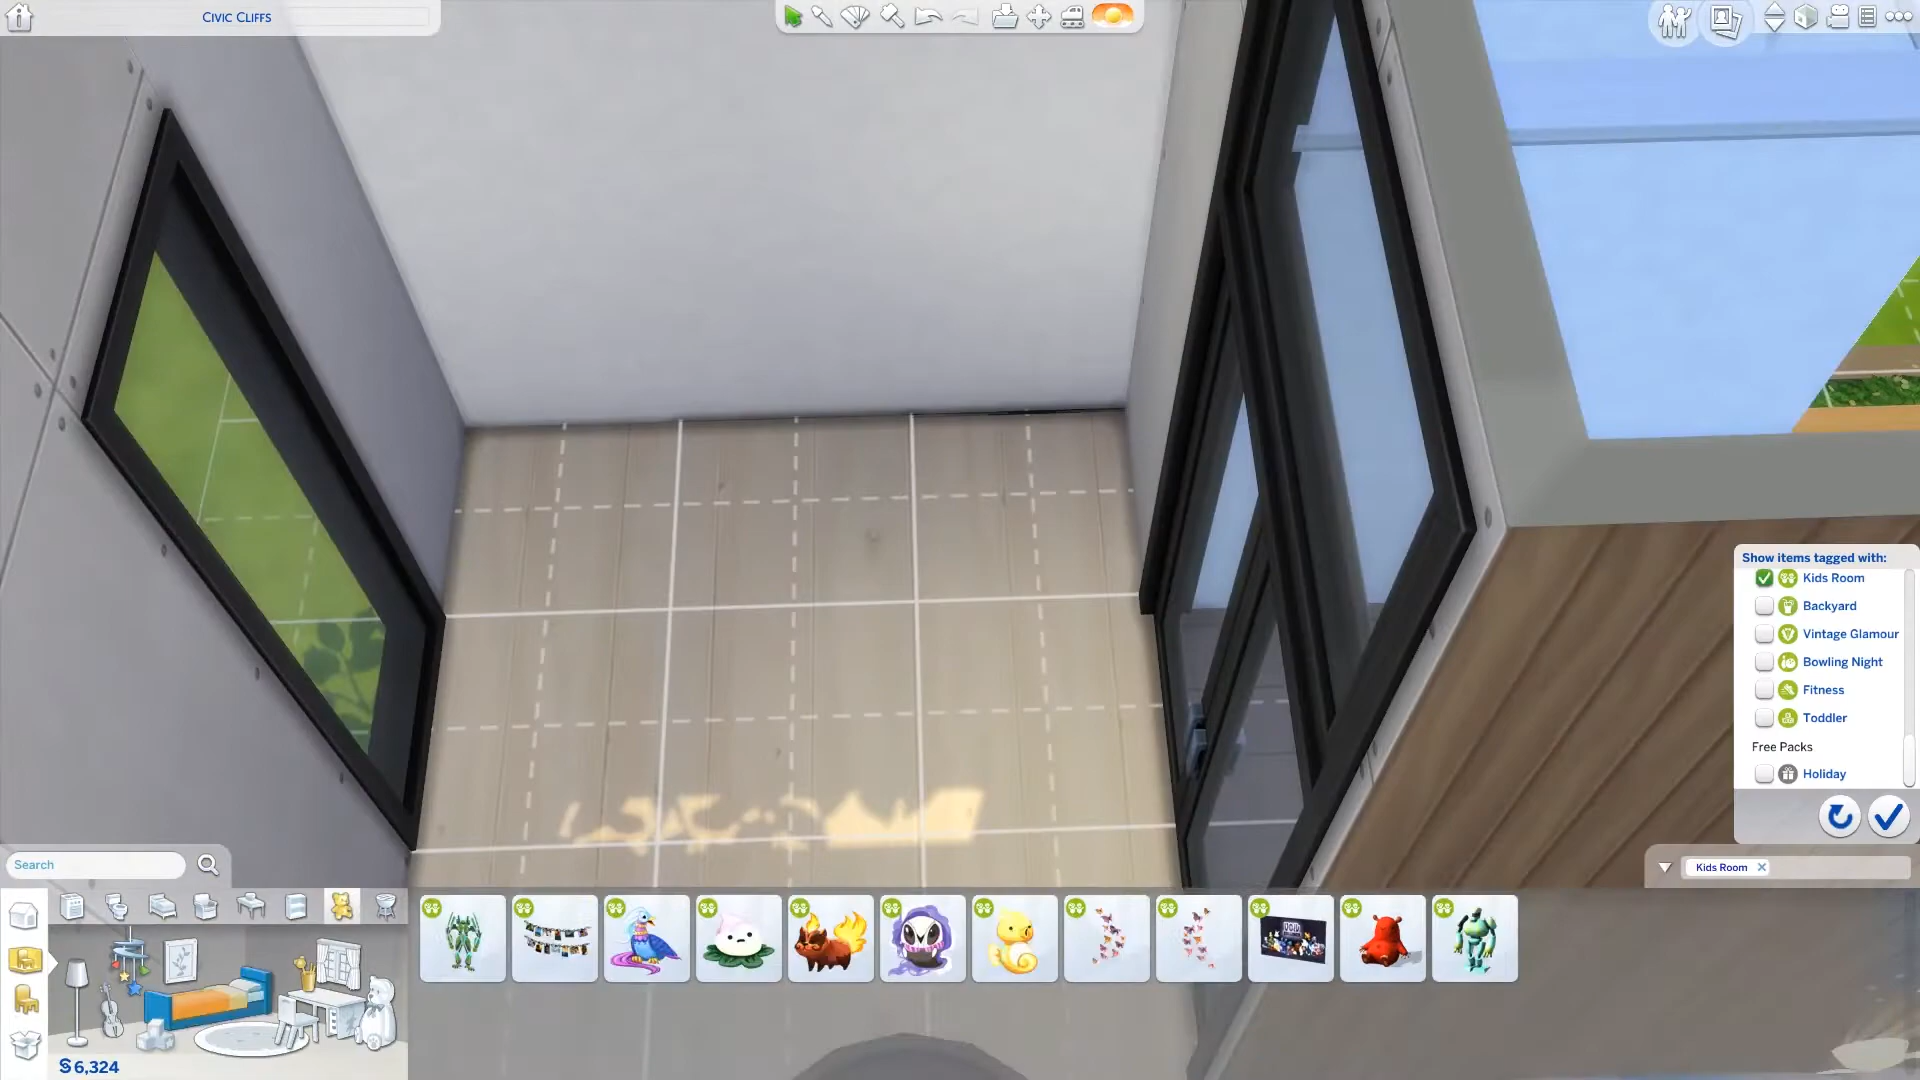 CIVIC CLIFFS
Show items tagged with:
Kids Room
Backyard
Vintage Glamour
Bowling Night
Fitness
Toddler
Free Packs
Holiday
Search
Kids Room
§6,324